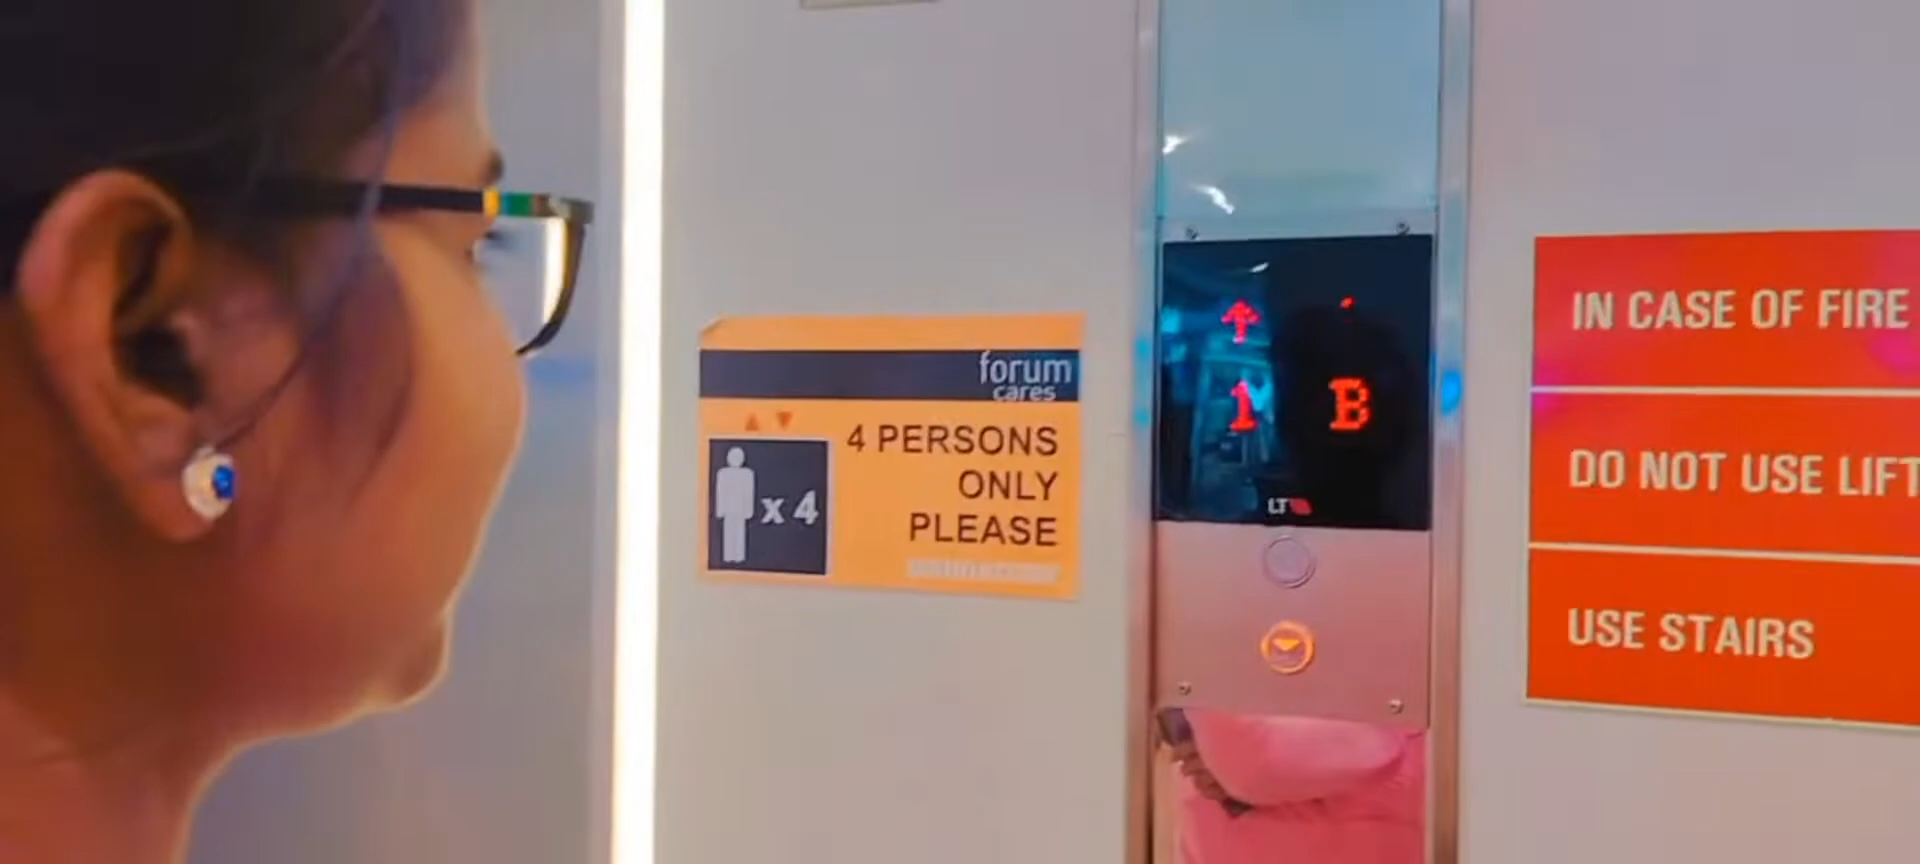 forum
cares
4 PERSONS
ONLY
PLEASE
x 4
1 B
LT
IN CASE OF FIRE
DO NOT USE LIFT
USE STAIRS